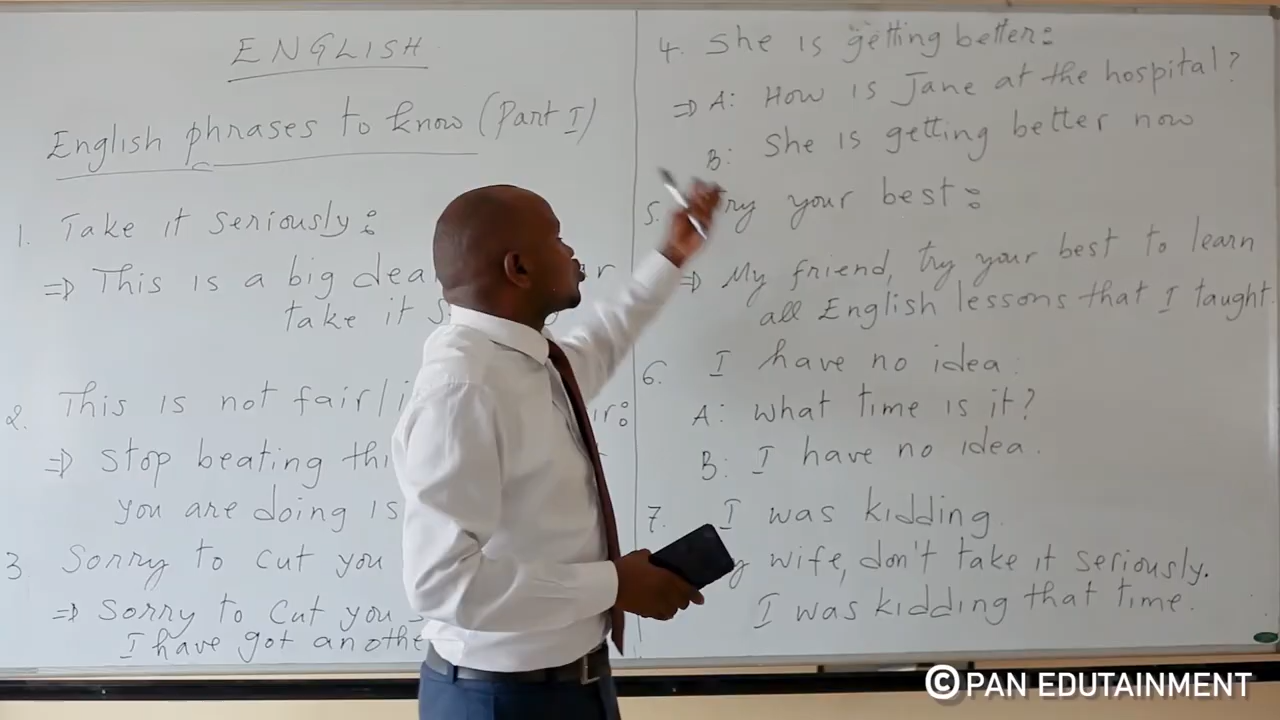 ENGLISH
English phrases to know (Part I)
1. Take it seriously:
⇒ This is a big
take it
2. This is not fair/
⇒ Stop beating
you are doing is
3 Sorry to cut you
⇒ Sorry to cut you
I have got
4. She is getting better:
⇒ A: How is Jane at the hospital?
B: She is getting better now
5. Try your best:
⇒ My friend, try your best to learn
all English lessons that I taught.
6. I have no idea.
A: What time is it?
B: I have no idea.
7. I was kidding.
wife, don't take it seriously.
I was kidding that time.
© PAN EDUTAINMENT